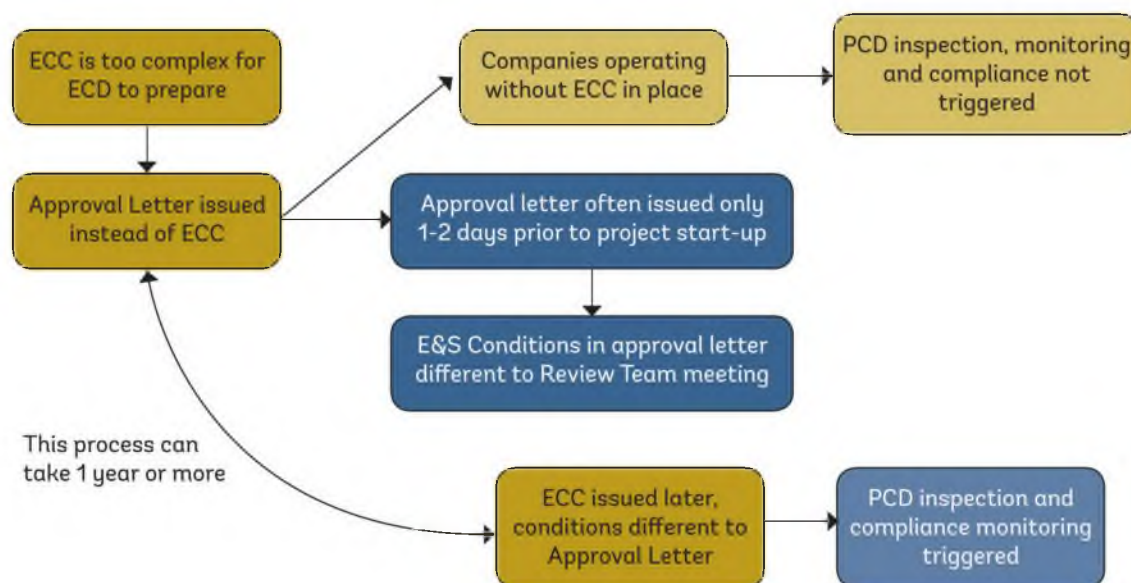 ECC is too complex for
ECD to prepare
Companies operating
without ECC in place
PCD inspection, monitoring
and compliance not
triggered
Approval Letter issued
instead of ECC
Approval letter often issued only
1-2 days prior to project start-up
E&S Conditions in approval letter
different to Review Team meeting
This process can
take 1 year or more
ECC issued later,
conditions different to
Approval Letter
PCD inspection and
compliance monitoring
triggered